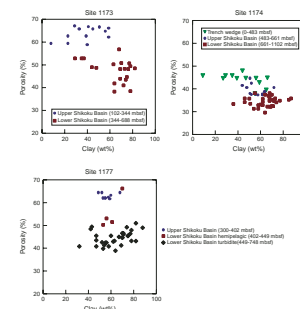 Site 1173
Porosity (%)
70
60
50
40
30
20
Upper Shikoku Basin (102-344 mbsf)
Lower Shikoku Basin (344-688 mbsf)
0 20 40 60 80 100
Clay (wt%)
Site 1174
Porosity (%)
70
60
50
40
30
20
Trench wedge (0-483 mbsf)
Upper Shikoku Basin (483-661 mbsf)
Lower Shikoku Basin (661-1102 mbsf)
0 20 40 60 80
Clay (wt%)
Site 1177
Porosity (%)
70
60
50
40
30
20
0 20 40 60 80 100
Clay (wt%)
Upper Shikoku Basin (300-402 mbsf)
Lower Shikoku Basin hemipelagic (402-449 mbsf)
Lower Shikoku Basin turbidite(449-748 mbsf)